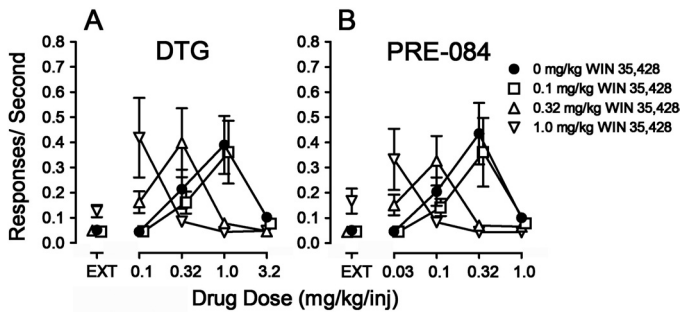 A
B
DTG
PRE-084
0 mg/kg WIN 35,428
0.1 mg/kg WIN 35,428
0.32 mg/kg WIN 35,428
1.0 mg/kg WIN 35,428
Responses/ Second
0.8
0.7
0.6
0.5
0.4
0.3
0.2
0.1
0.0
0.8
0.7
0.6
0.5
0.4
0.3
0.2
0.1
0.0
EXT 0.1 0.32 1.0 3.2
EXT 0.03 0.1 0.32 1.0
Drug Dose (mg/kg/inj)